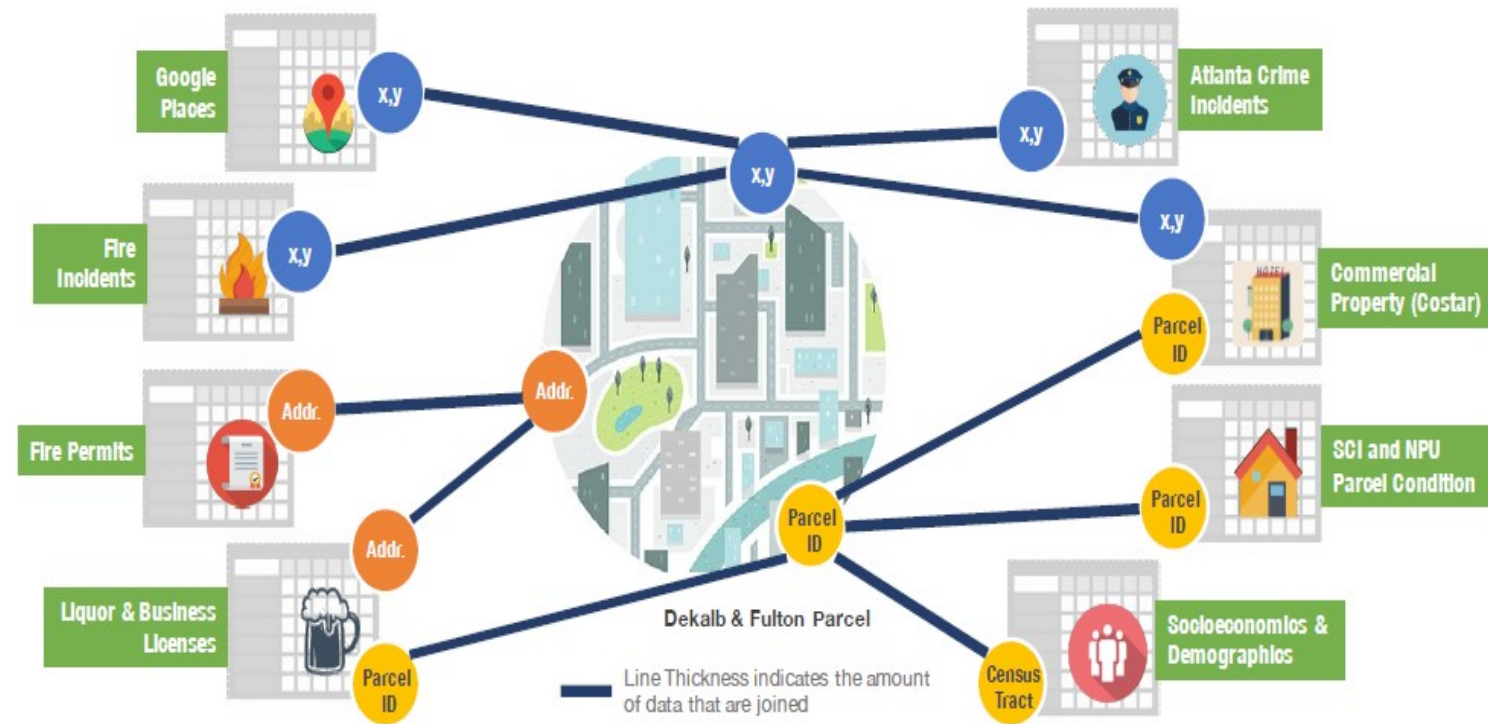 Google
Places
x,y
Atlanta Crime
Incidents
x,y
x,y
Fire
Incidents
x,y
x,y
HOTEL
Commercial
Property (Costar)
Parcel
ID
Fire Permits
Addr.
Addr.
SCI and NPU
Parcel Condition
Parcel
ID
Parcel
ID
Liquor & Business
Licenses
Addr.
Parcel
ID
Dekalb & Fulton Parcel
Socioeconomics &
Demographics
Census
Tract
Line Thickness indicates the amount
of data that are joined